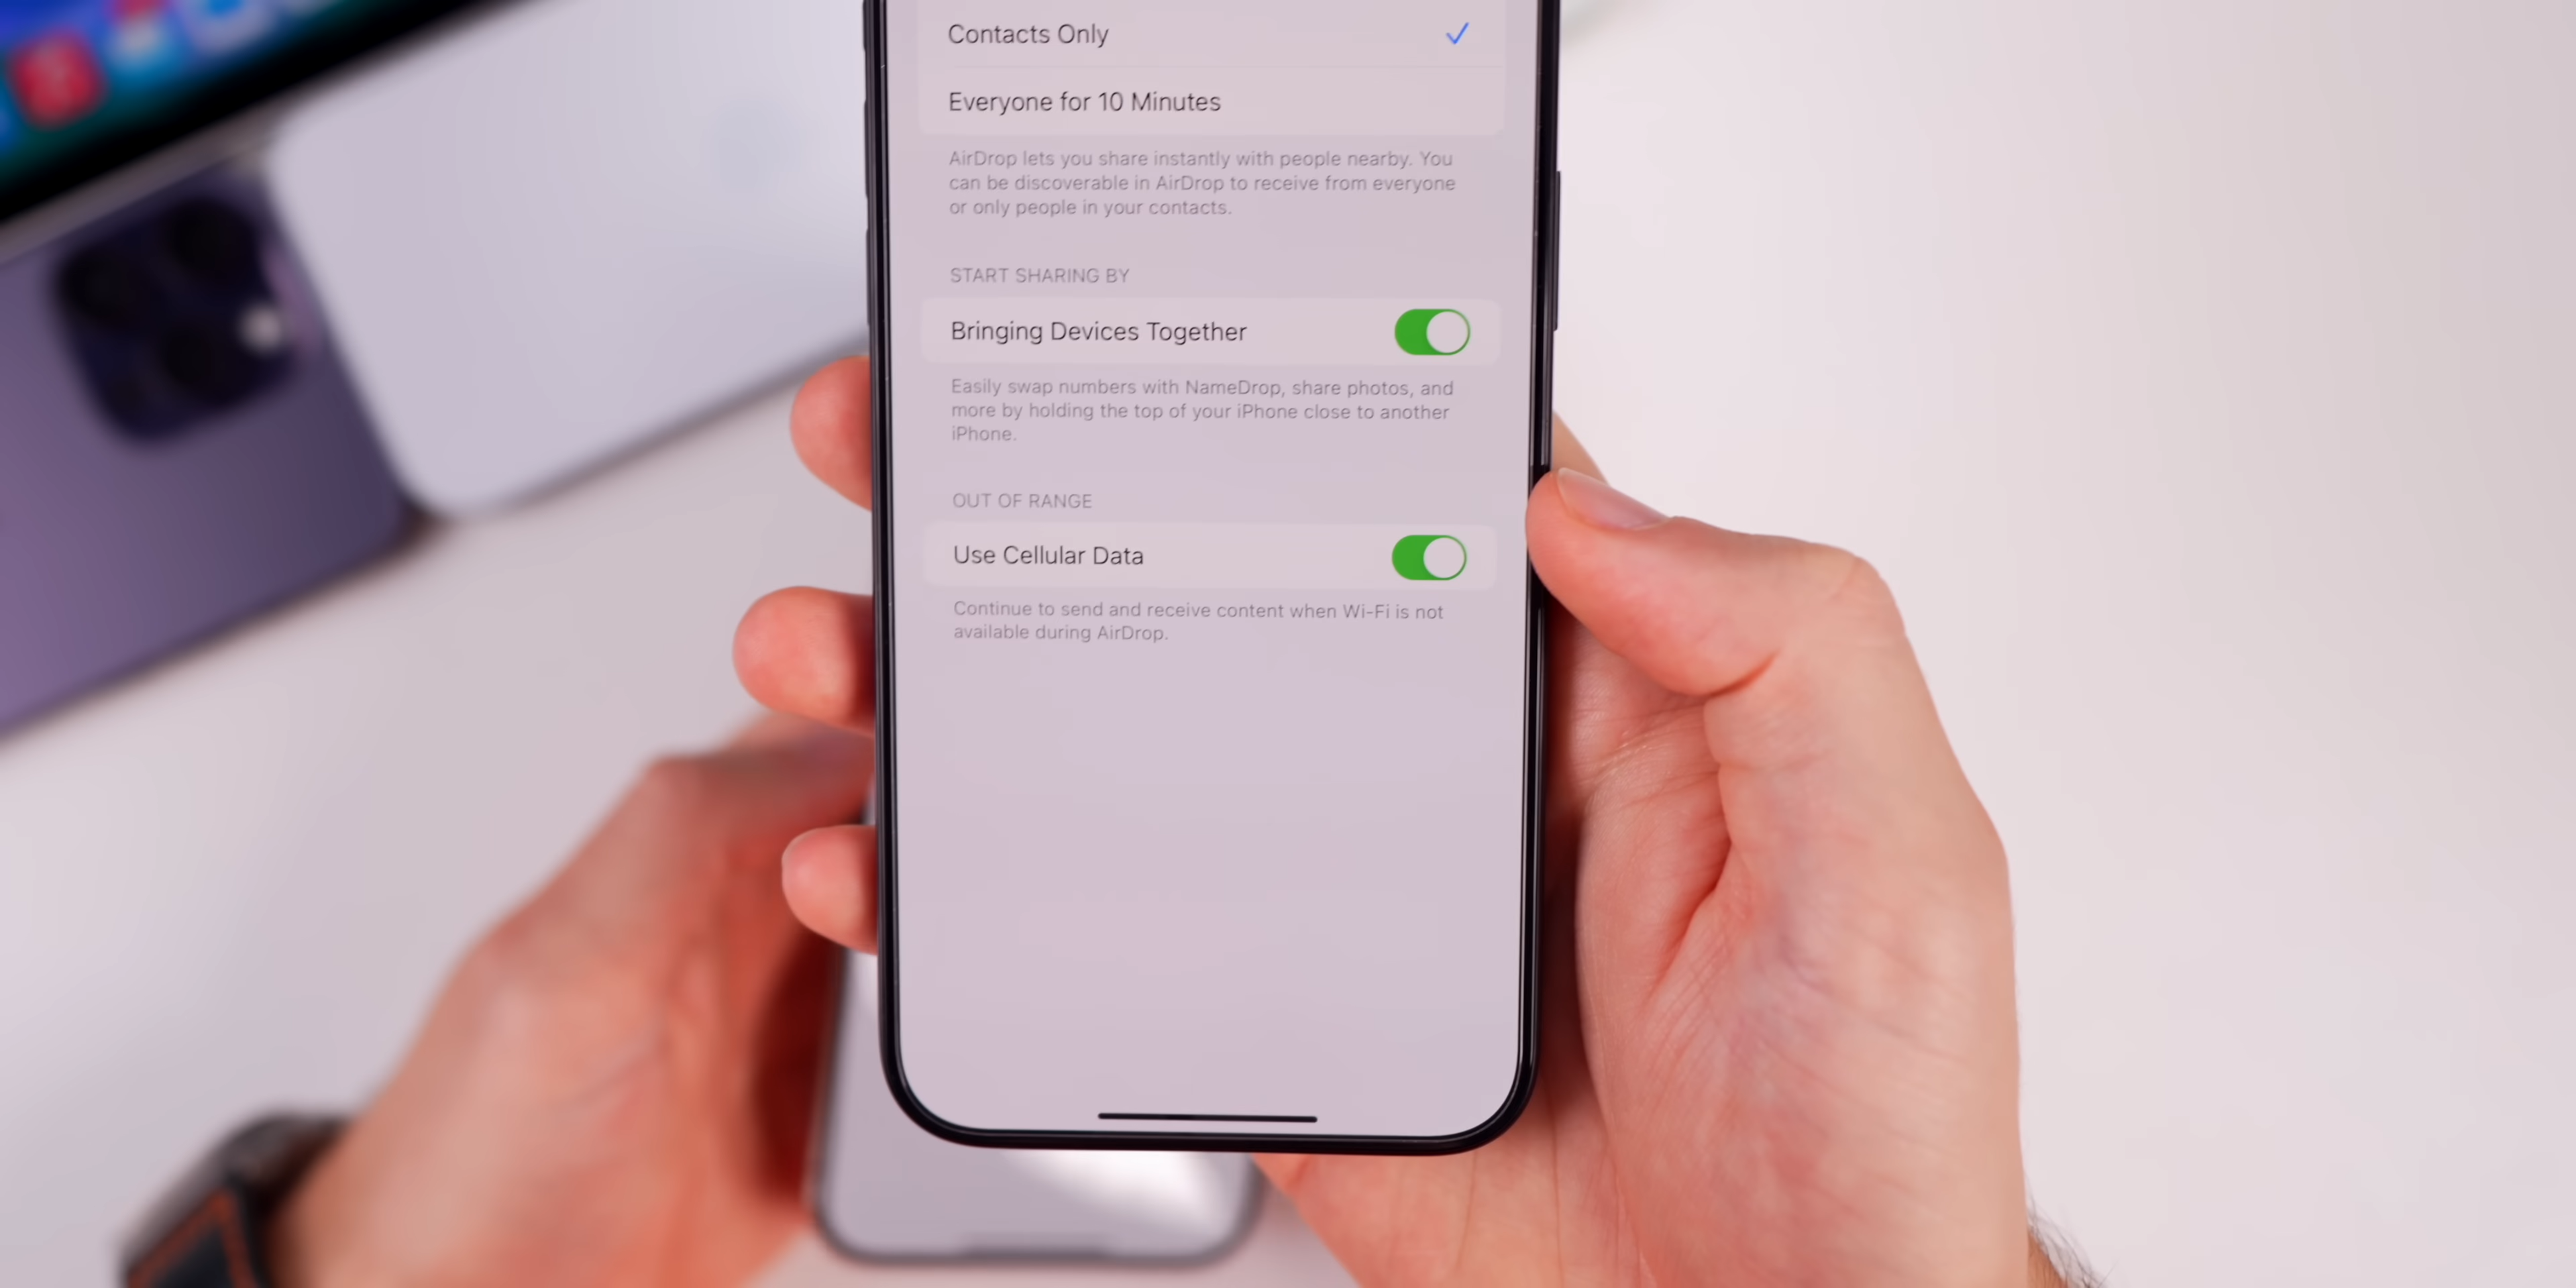 Contacts Only
Everyone for 10 Minutes
AirDrop lets you share instantly with people nearby. You
can be discoverable in AirDrop to receive from everyone
or only people in your contacts.
START SHARING BY
Bringing Devices Together
Easily swap numbers with NameDrop, share photos, and
more by holding the top of your iPhone close to another
iPhone.
OUT OF RANGE
Use Cellular Data
Continue to send and receive content when Wi-Fi is not
available during AirDrop.